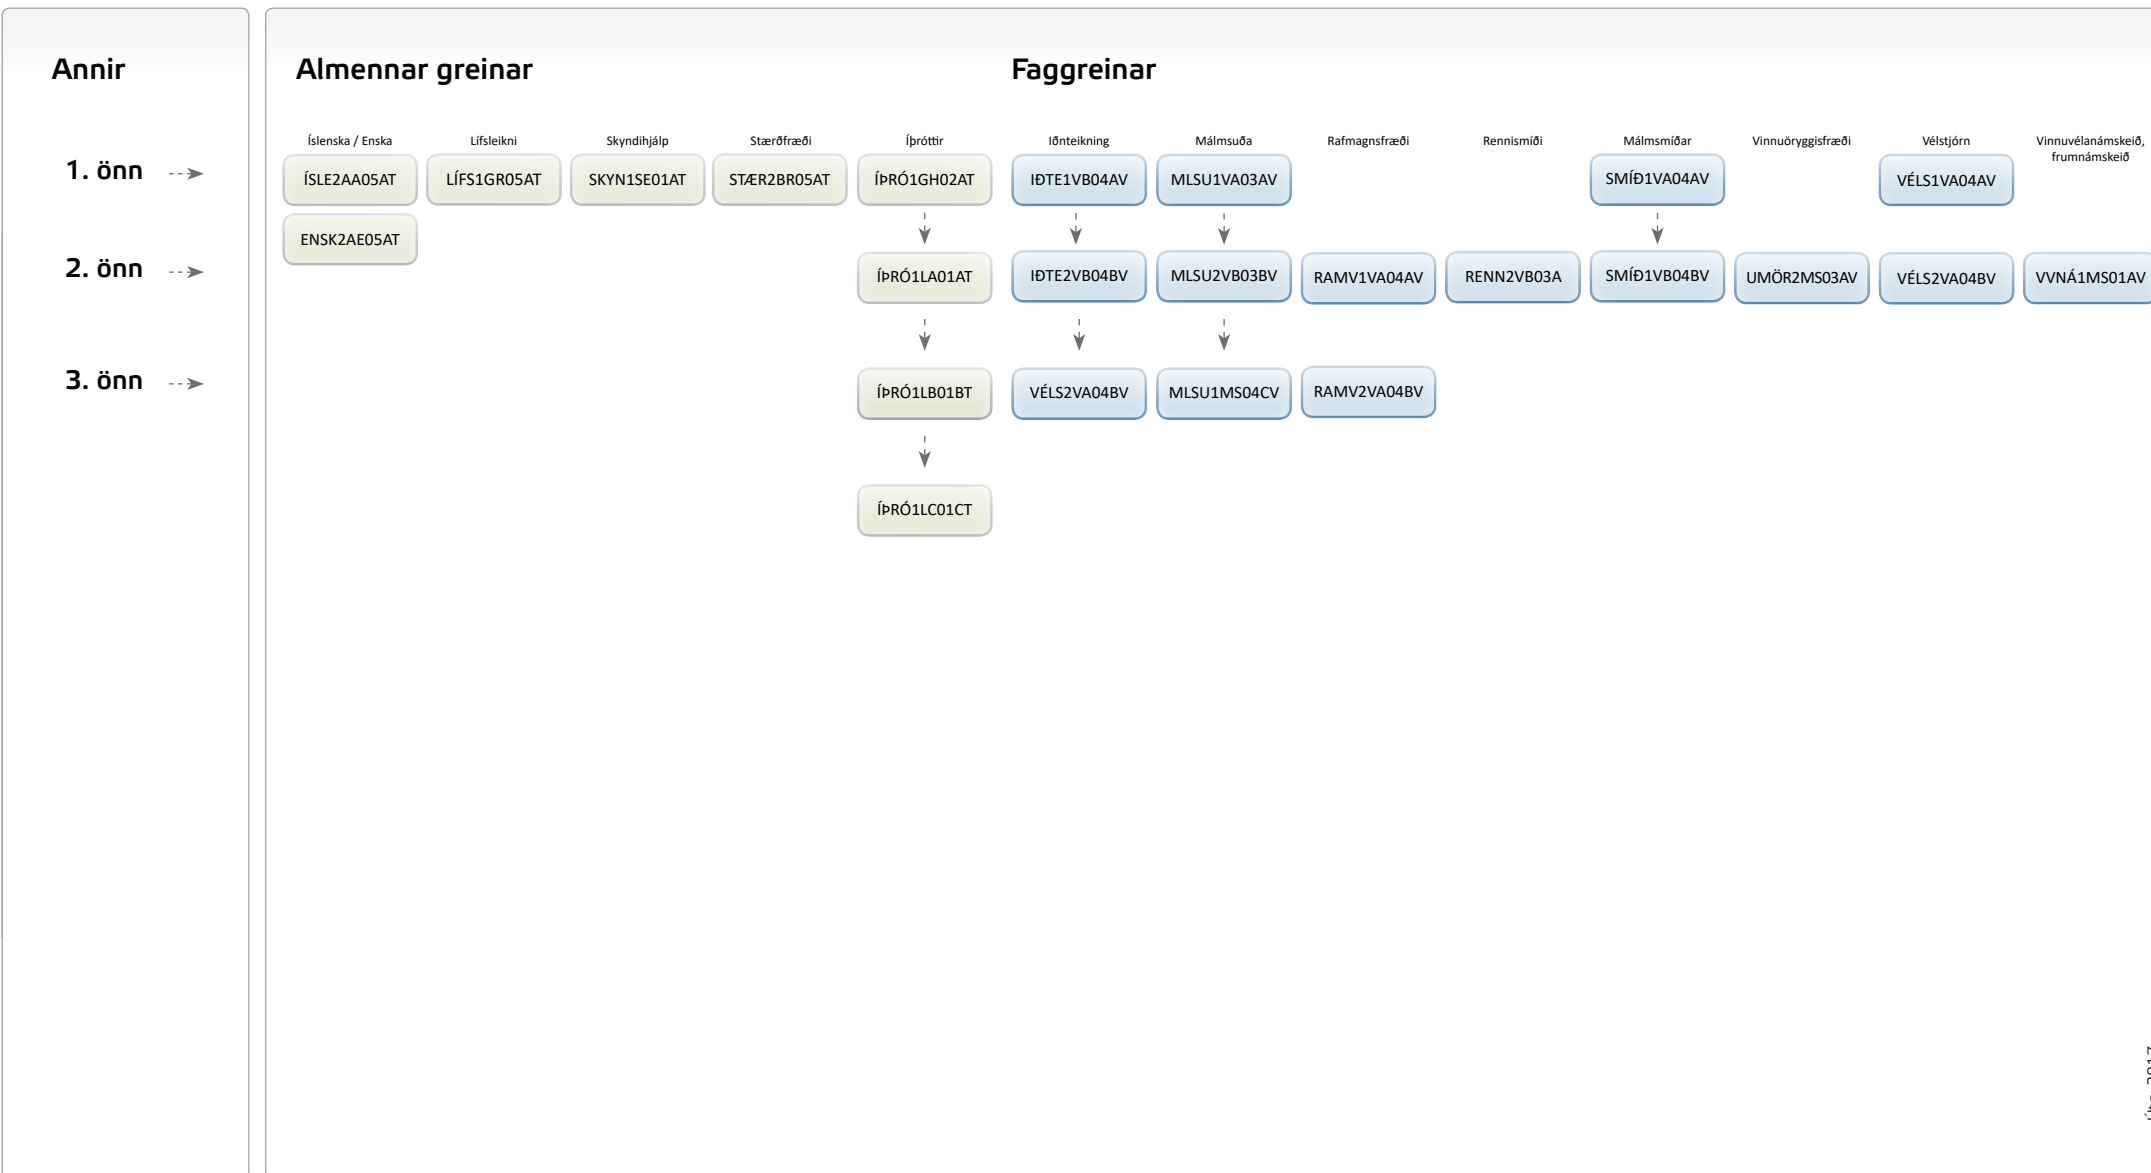 Annir
Almennar greinar
Faggreinar
Íslenska / Enska
Lífsleikni
Skyndihjálp
Stærðfræði
Íþróttir
Iðnteikning
Málmsuða
Rafmagnsfræði
Rennismíði
Málmsmíðar
Vinnuöryggisfræði
Vélstjórn
Vinnuvélanámskeið,
frumnámskeið
1. önn
ÍSLE2AA05AT
LÍFS1GR05AT
SKYN1SE01AT
STÆR2BR05AT
ÍÞRÓ1GH02AT
IÐTE1VB04AV
MLSU1VA03AV
SMÍÐ1VA04AV
VÉLS1VA04AV
ENSK2AE05AT
2. önn
ÍÞRÓ1LA01AT
IÐTE2VB04BV
MLSU2VB03BV
RAMV1VA04AV
RENN2VB03A
SMÍÐ1VB04BV
UMÖR2MS03AV
VÉLS2VA04BV
VVNÁ1MS01AV
3. önn
ÍÞRÓ1LB01BT
VÉLS2VA04BV
MLSU1MS04CV
RAMV2VA04BV
ÍÞRÓ1LC01CT